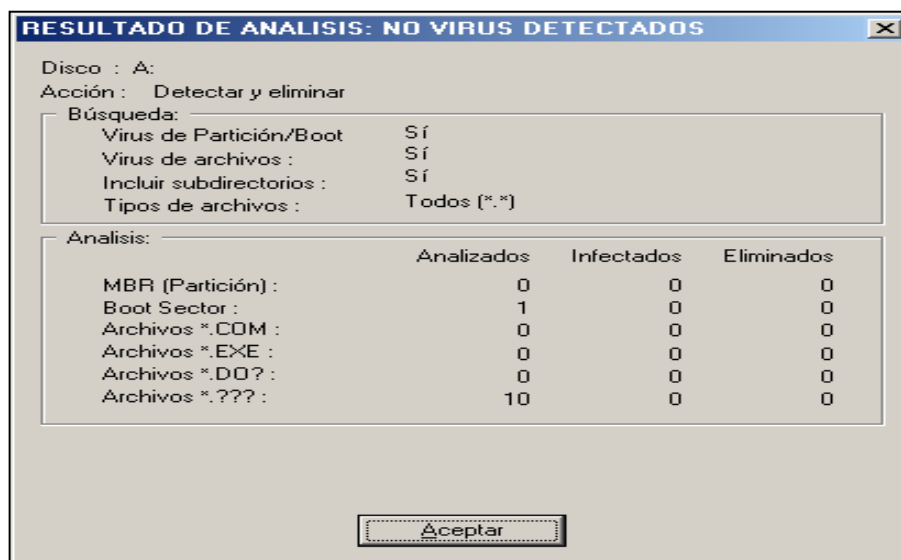 RESULTADO DE ANALISIS: NO VIRUS DETECTADOS
Disco : A:
Acción : Detectar y eliminar
Búsqueda:
Virus de Partición/Boot Sí
Virus de archivos : Sí
Incluir subdirectorios : Sí
Tipos de archivos : Todos (*.*)
Analisis:
Analizados Infectados Eliminados
MBR (Partición) : 0 0 0
Boot Sector : 1 0 0
Archivos *.COM : 0 0 0
Archivos *.EXE : 0 0 0
Archivos *.DO? : 0 0 0
Archivos *.??? : 10 0 0
Aceptar